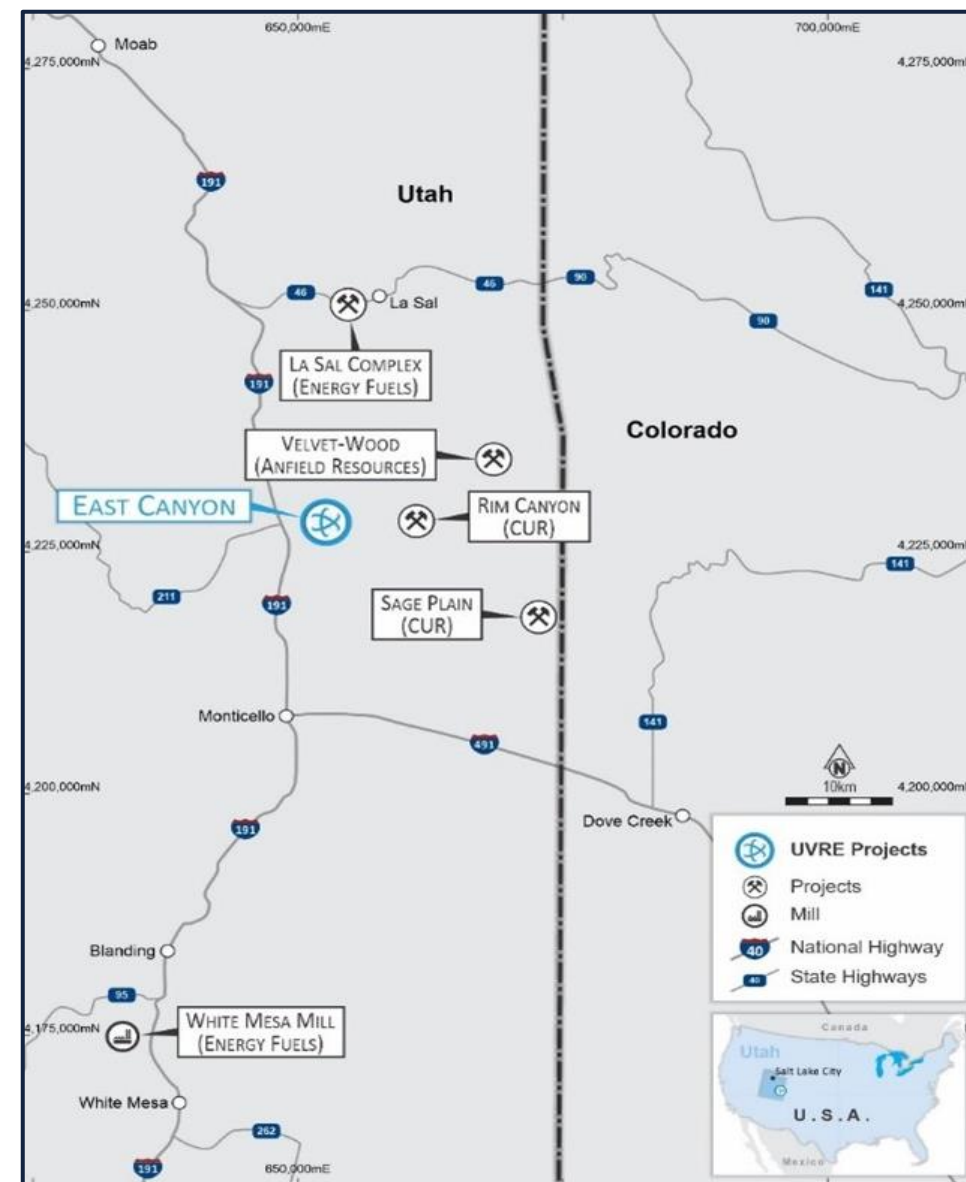 650,000mE
700,000mE
Moab
4,275,000mN
4,275,000m
191
Utah
46
46
90
141
La Sal
4,250,000mN
4,250,000m
90
LA SAL COMPLEX
(ENERGY FUELS)
191
Colorado
VELVET-WOOD
(ANFIELD RESOURCES)
EAST CANYON
RIM CANYON
(CUR)
4,225,000mN
4,225,000m
141
211
191
SAGE PLAIN
(CUR)
Monticello
491
141
N
10km
4,200,000mN
4,200,000m
Dove Creek
191
UVRE Projects
Projects
Mill
40
National Highway
40
State Highways
Blanding
95
WHITE MESA MILL
(ENERGY FUELS)
4,175,000mN
White Mesa
262
191
650,000mE
Canada
Utah
Salt Lake City
U.S.A.
Mexico